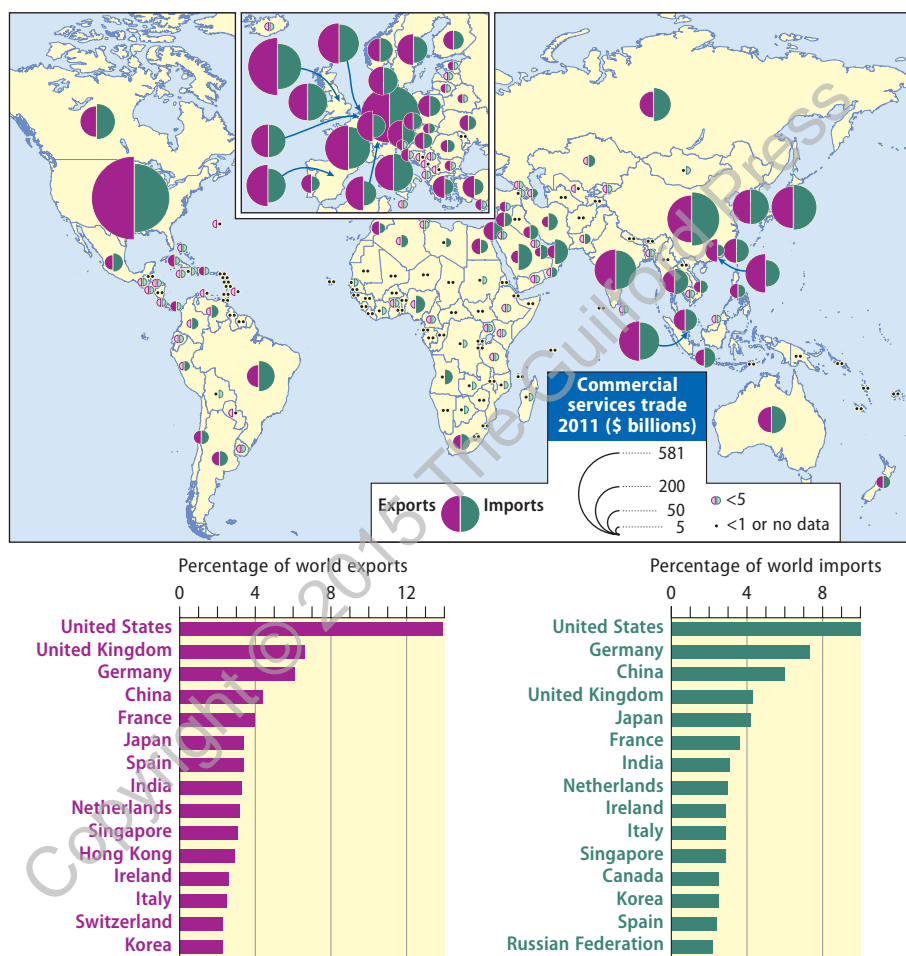 Commercial
services trade
2011 ($ billions)
581
200
50
5
Exports
Imports
<5
<1 or no data
Percentage of world exports
0 4 8 12
United States
United Kingdom
Germany
China
France
Japan
Spain
India
Netherlands
Singapore
Hong Kong
Ireland
Italy
Switzerland
Korea
Percentage of world imports
0 4 8
United States
Germany
China
United Kingdom
Japan
France
India
Netherlands
Ireland
Italy
Singapore
Canada
Korea
Spain
Russian Federation
Copyright © 2015 The Guilford Press